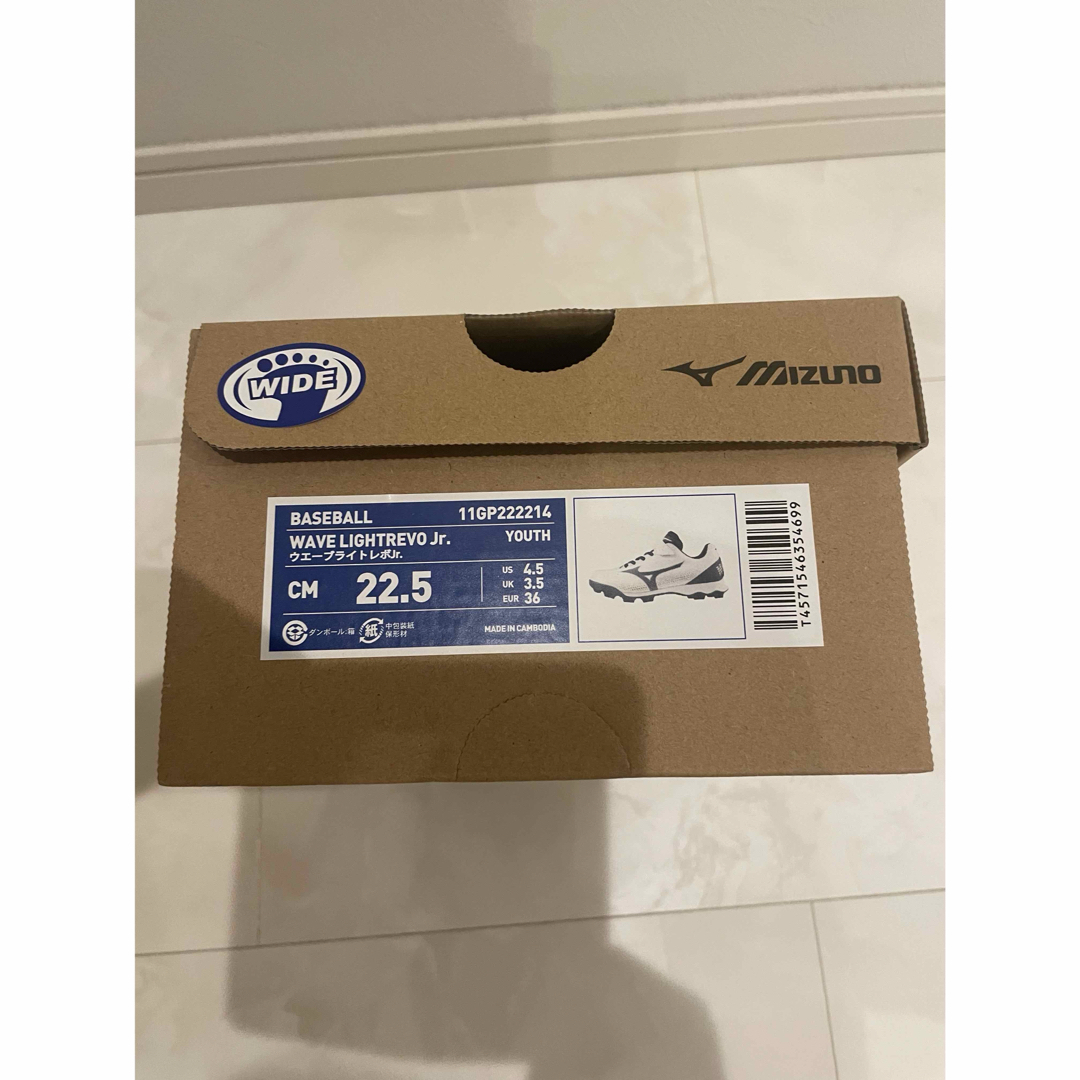 WIDE
MIZUNO
BASEBALL 11GP222214
WAVE LIGHTREVO Jr. YOUTH
ウエーブライトレボJr.
CM 22.5
US 4.5
UK 3.5
EUR 36
ダンボール:箱
紙 中包装紙
保形材
MADE IN CAMBODIA
T457154635469​9